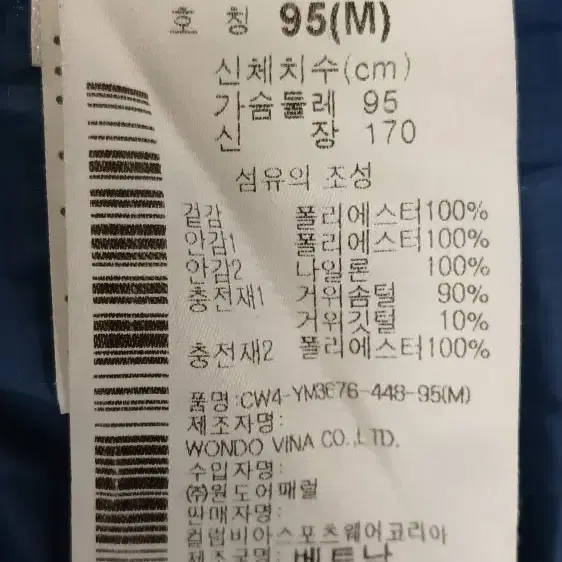 호 칭 95(M)
신체치수(cm)
가슴둘레 95
신 장 170
섬유의 조성
겉감 폴리에스터100%
안감1 폴리에스터100%
안감2 나일론 100%
충전재1 거위솜털 90%
거위깃털 10%
충전재2 폴리에스터100%
품명:CW4-YM3676-448-95(M)
제조자명:
WONDO VINA CO.,LTD.
수입자명:
(주)원도어패럴
판매자명:
컬럼비아스포츠웨어코리아
제조국명: 베트남